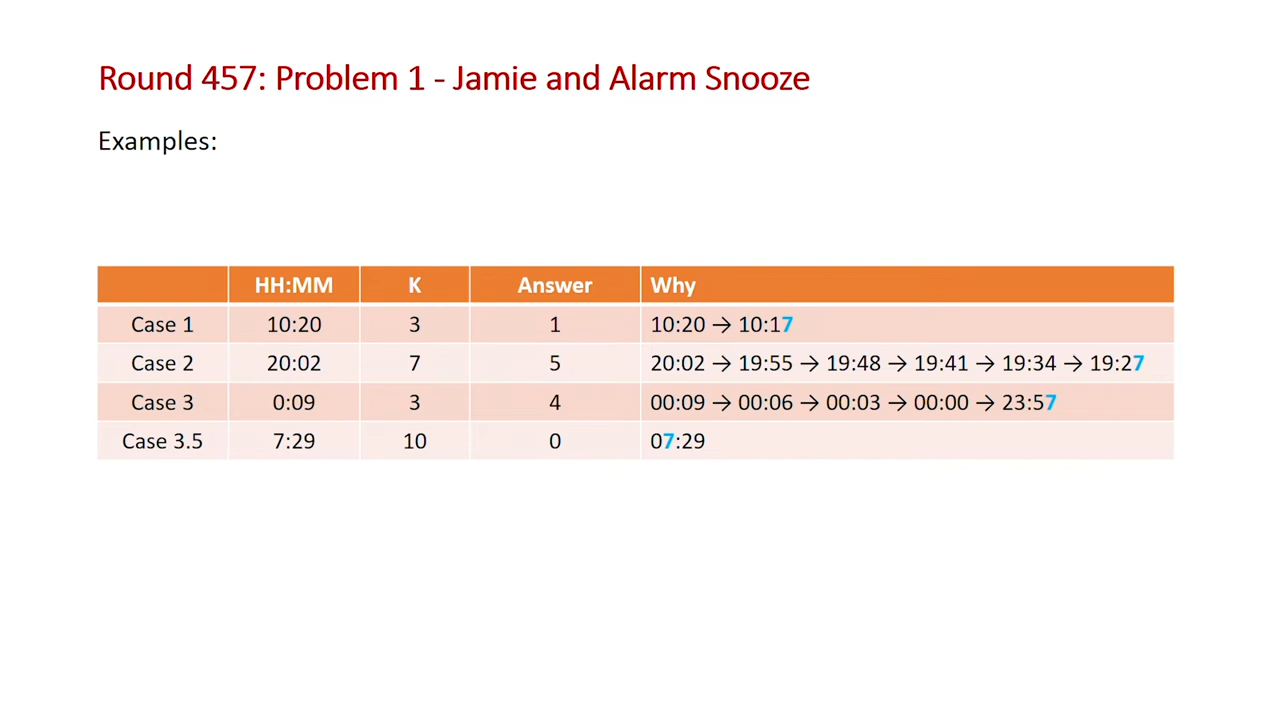 Round 457: Problem 1 - Jamie and Alarm Snooze
Examples:
HH:MM K Answer Why
Case 1 10:20 3 1 10:20 → 10:17
Case 2 20:02 7 5 20:02 → 19:55 → 19:48 → 19:41 → 19:34 → 19:27
Case 3 0:09 3 4 00:09 → 00:06 → 00:03 → 00:00 → 23:57
Case 3.5 7:29 10 0 07:29